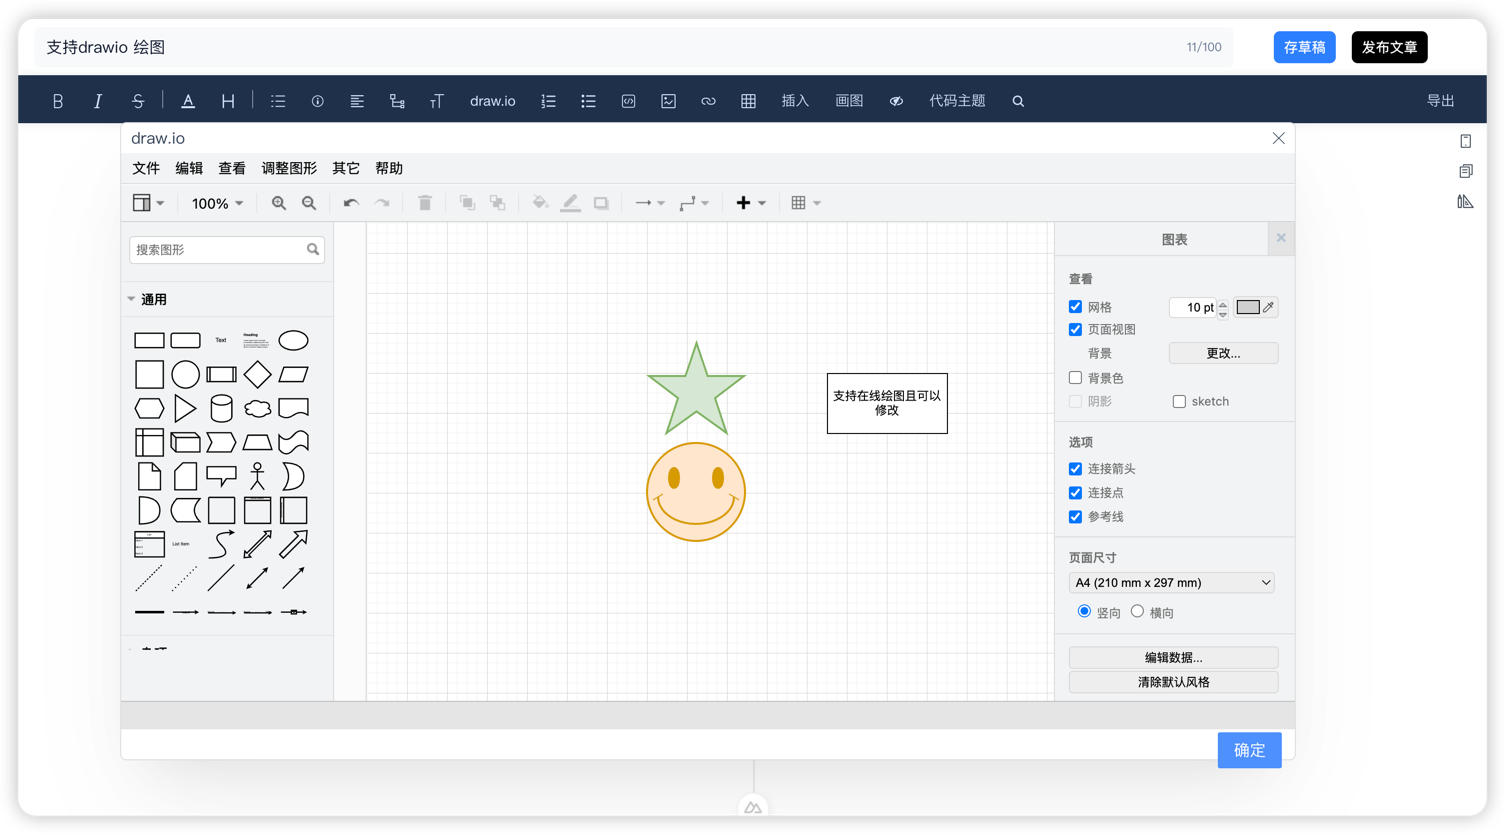 支持drawio 绘图
11/100
存草稿
发布文章
B I S A H draw.io 插入 画图 代码主题 导出
draw.io
文件 编辑 查看 调整图形 其它 帮助
100%
搜索图形
通用
Text
Heading
List Item
支持在线绘图且可以
修改
图表
查看
网格
10 pt
页面视图
背景
更改...
背景色
阴影
sketch
选项
连接箭头
连接点
参考线
页面尺寸
A4 (210 mm x 297 mm)
竖向
横向
编辑数据...
清除默认风格
确定